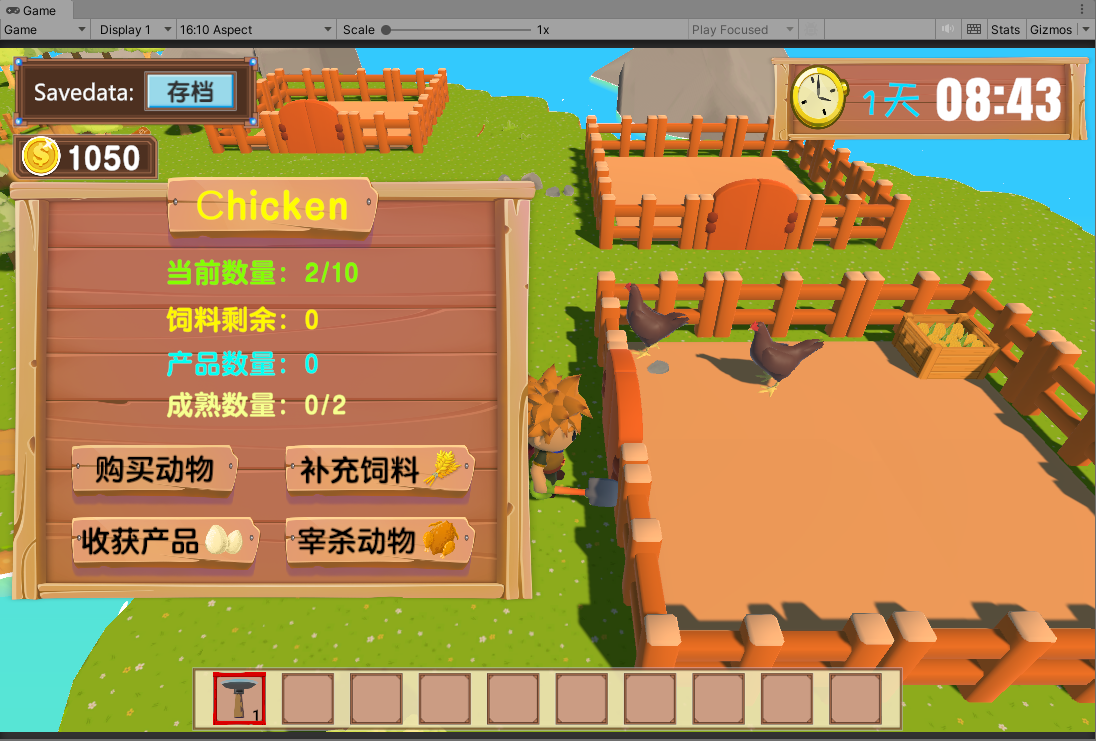 Game
Game Display 1 16:10 Aspect Scale 1x Play Focused Stats Gizmos
Savedata: 存档
1天 08:43
1050
Chicken
当前数量：2/10
饲料剩余：0
产品数量：0
成熟数量：0/2
购买动物 补充饲料
收获产品 宰杀动物
1